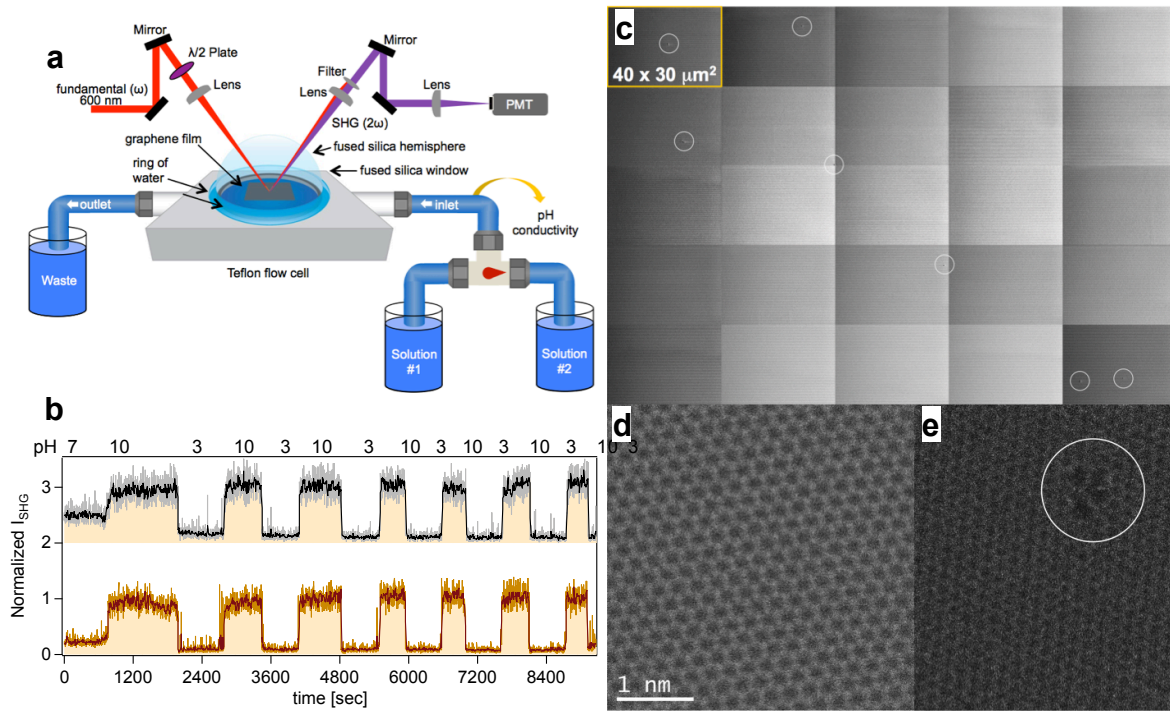 a
Mirror
λ/2 Plate
Lens
fundamental (ω)
600 nm
Mirror
Filter
Lens
Lens
PMT
SHG (2ω)
graphene film
fused silica hemisphere
ring of
water
fused silica window
outlet
inlet
pH
conductivity
Waste
Teflon flow cell
Solution
#1
Solution
#2
b
pH 7 10 3 10 3 10 3 10 3 10 3 10 3 10 3
Normalized I_SHG
3
2
1
0
0 1200 2400 3600 4800 6000 7200 8400
time [sec]
c
40 x 30 μm²
d
1 nm
e